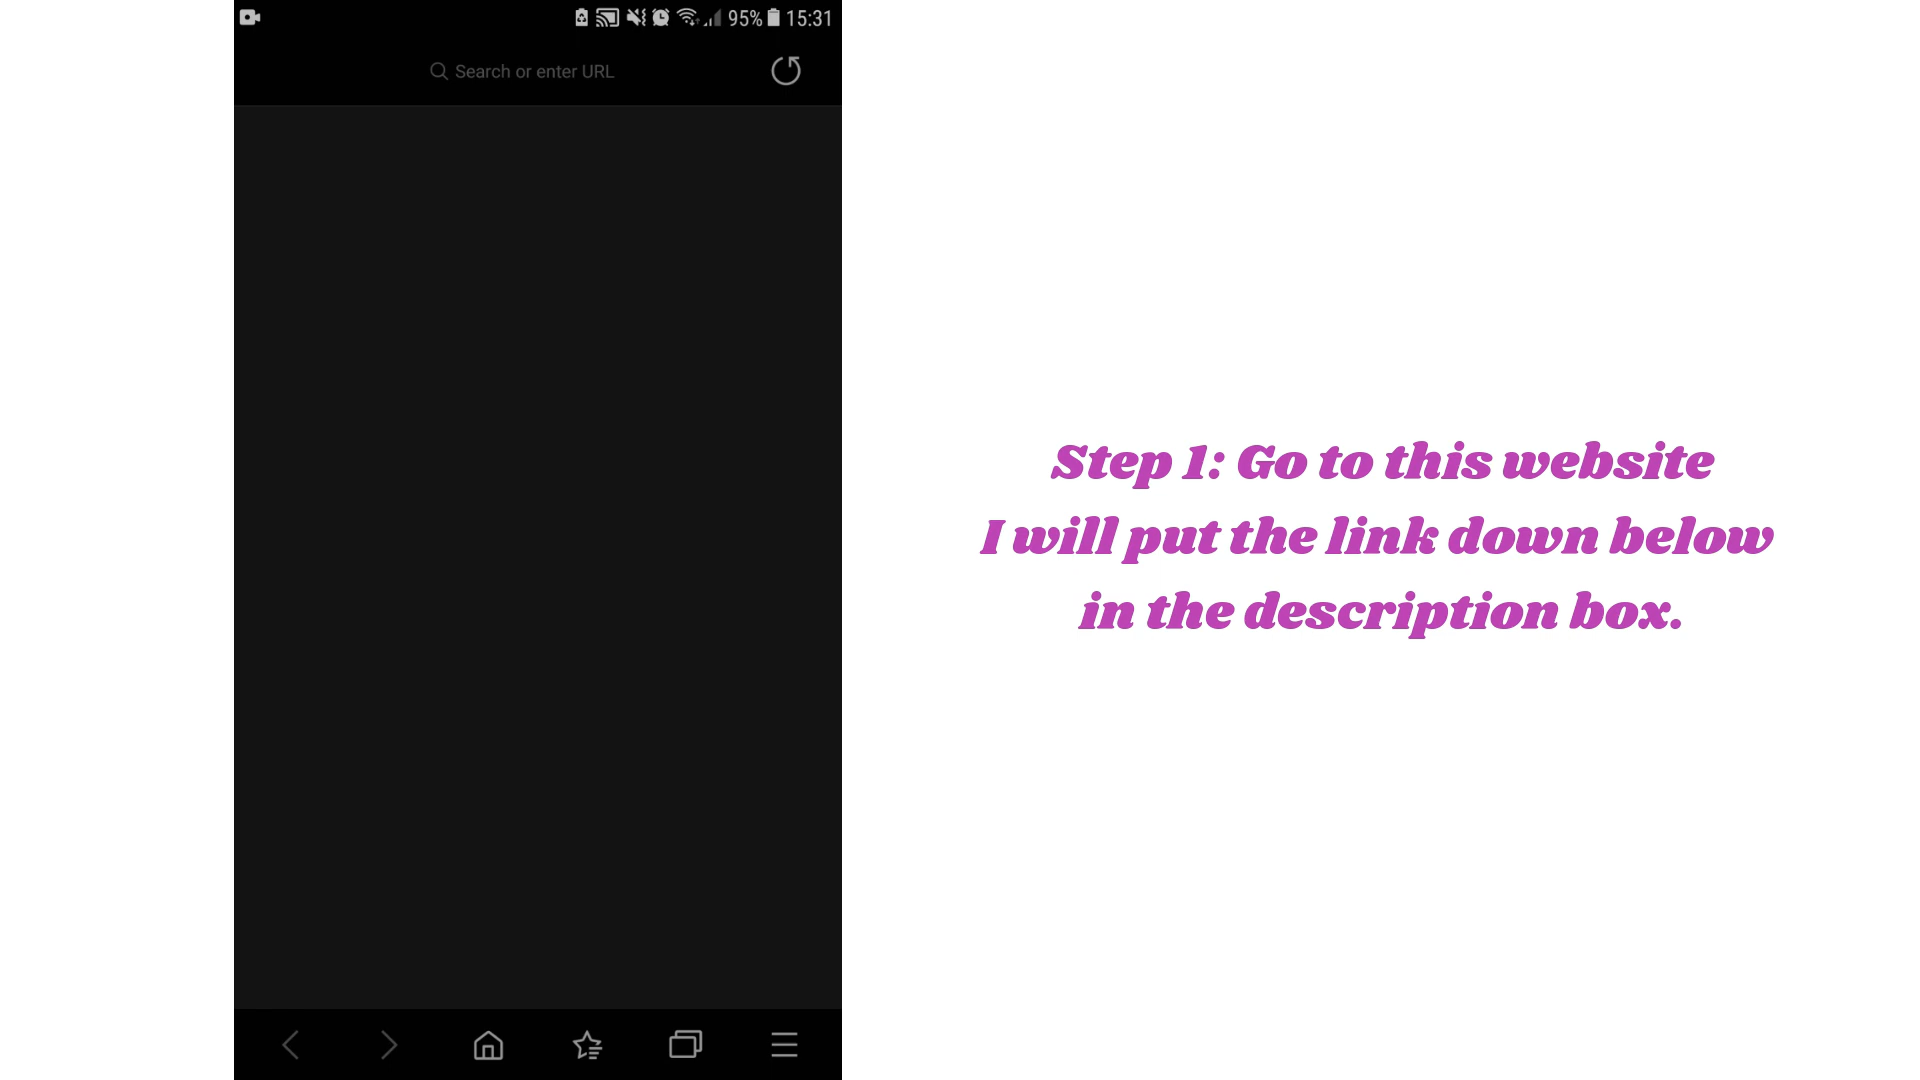 95% 15:31
Search or enter URL
Step 1: Go to this website
I will put the link down below
in the description box.